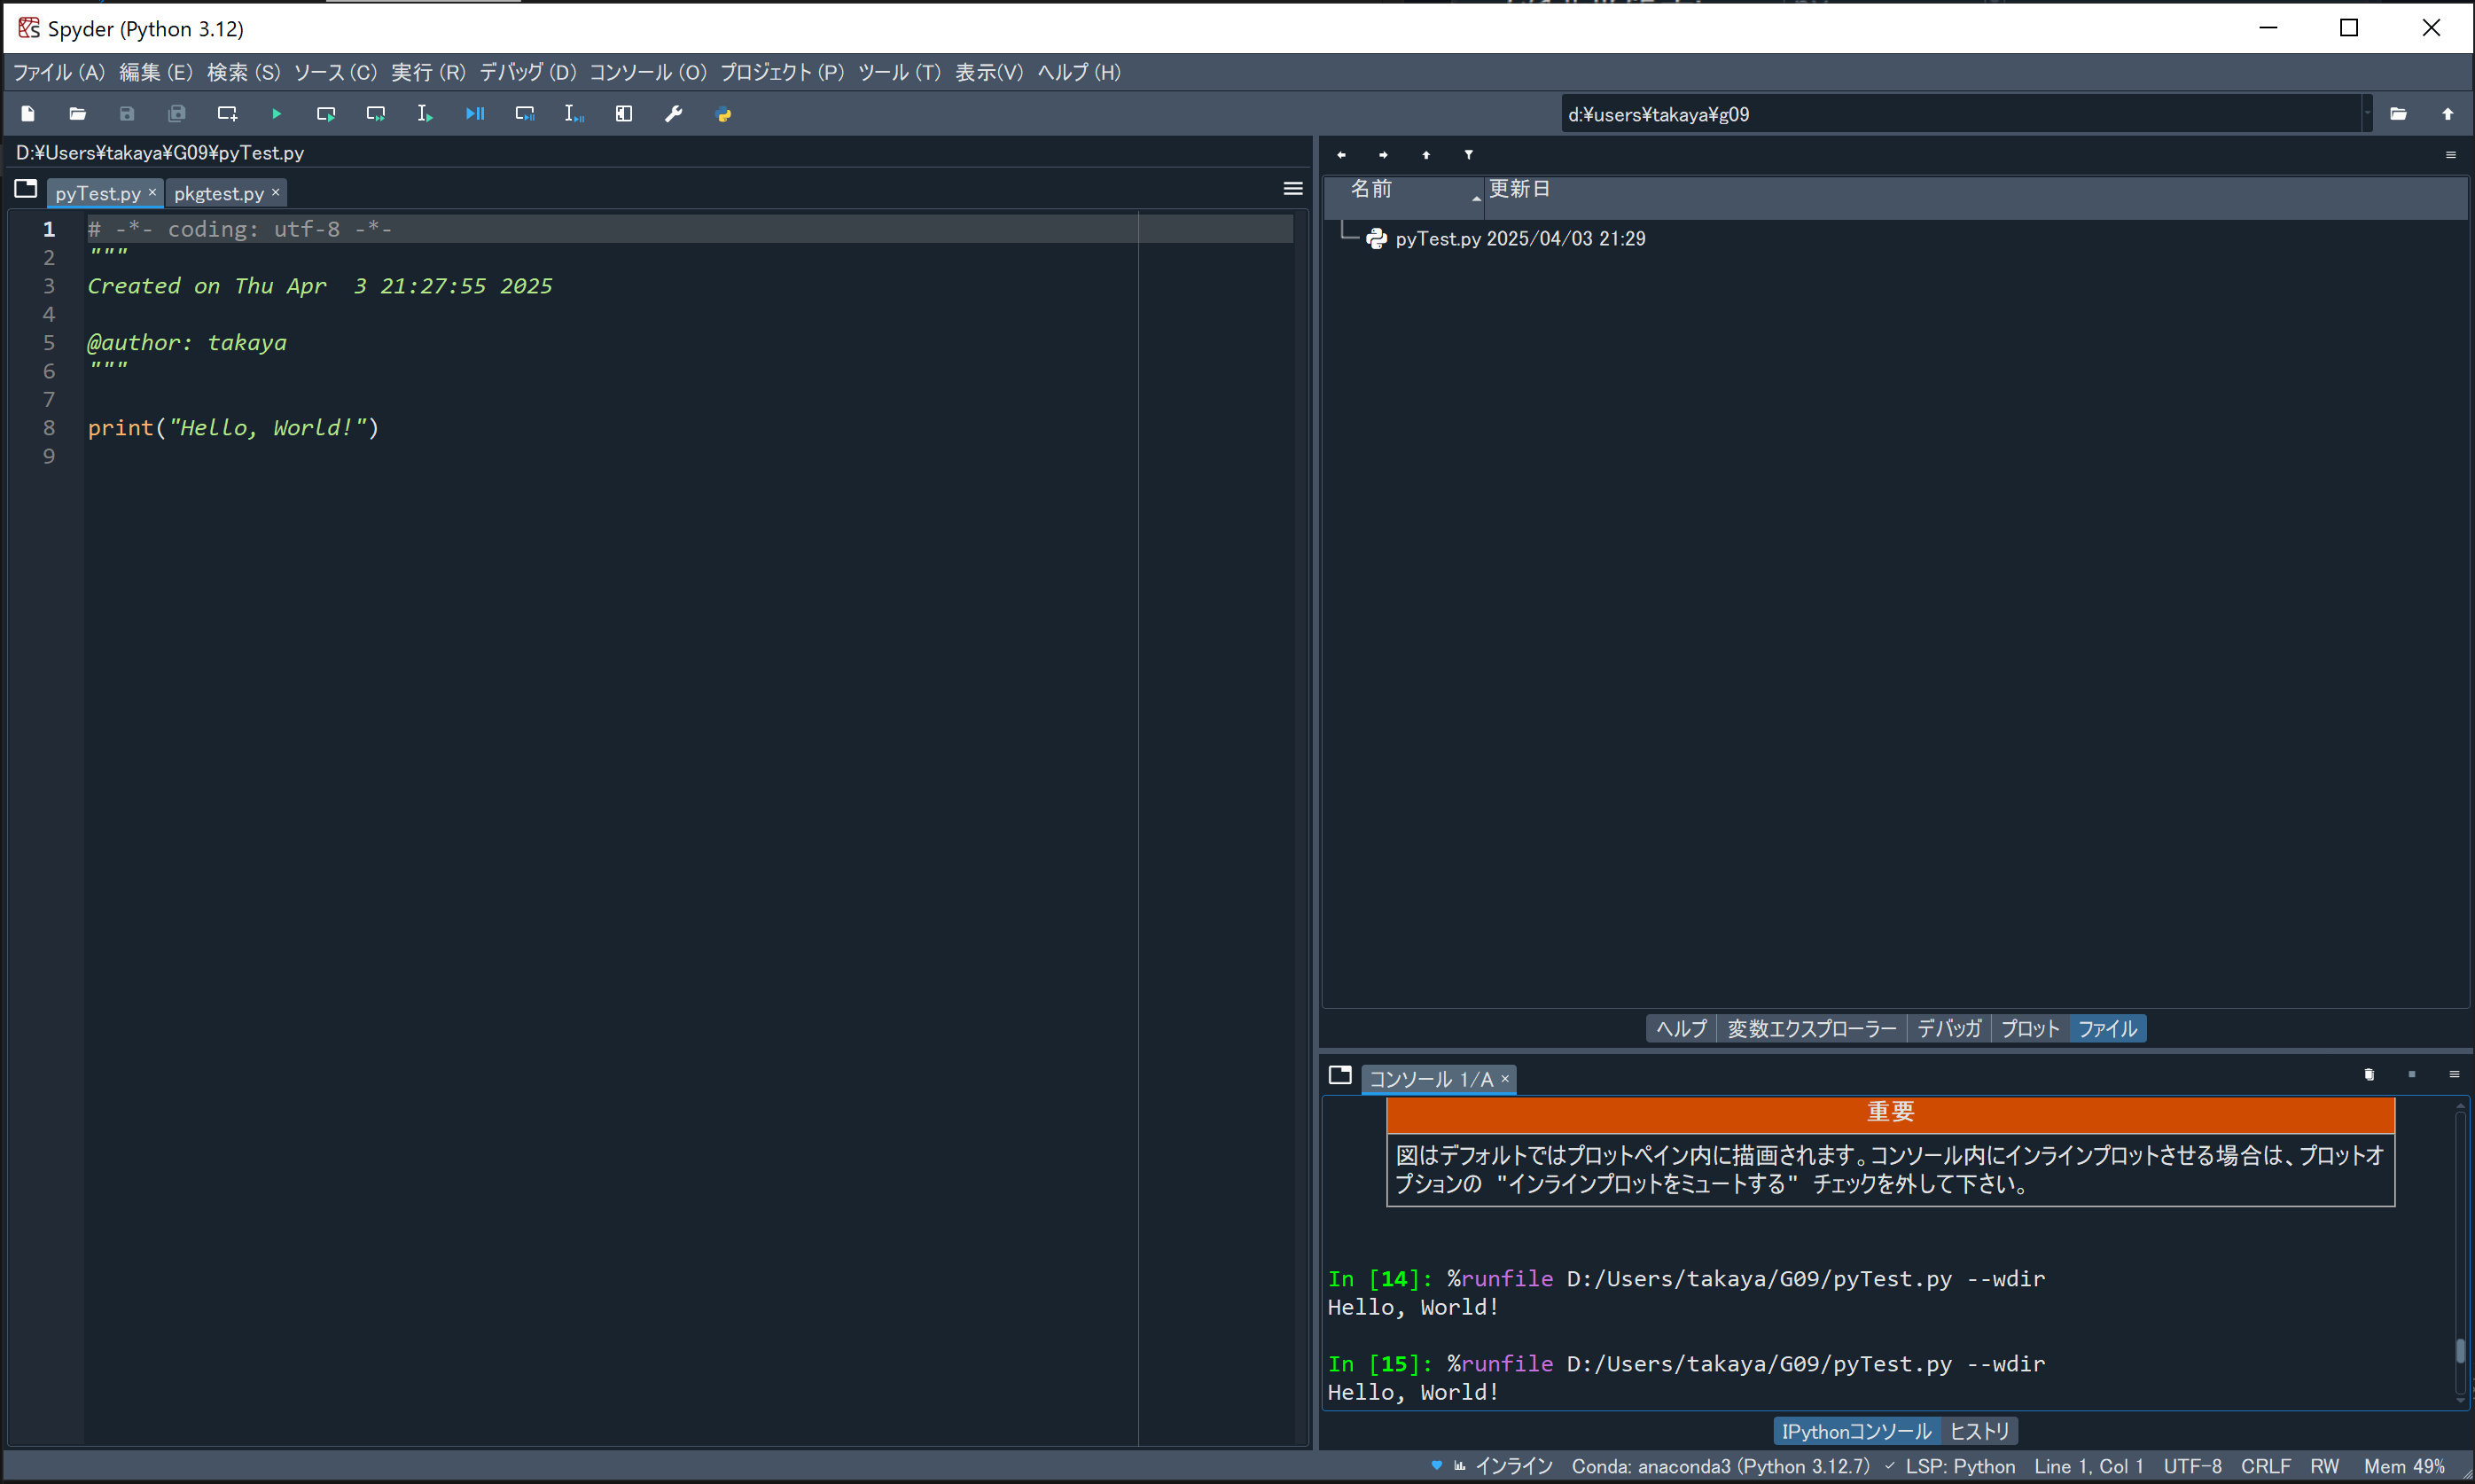 Spyder (Python 3.12)
ファイル (A) 編集 (E) 検索 (S) ソース (C) 実行 (R) デバッグ (D) コンソール (O) プロジェクト (P) ツール (T) 表示(V) ヘルプ (H)
d:¥users¥takaya¥g09
D:¥Users¥takaya¥G09¥pyTest.py
pyTest.py × pkgtest.py ×
1 # -*- coding: utf-8 -*-
2 """
3 Created on Thu Apr  3 21:27:55 2025
4
5 @author: takaya
6 """
7
8 print("Hello, World!")
9
名前 更新日
pyTest.py 2025/04/03 21:29
ヘルプ 変数エクスプローラー デバッガ プロット ファイル
コンソール 1/A ×
重要
図はデフォルトではプロットペイン内に描画されます。コンソール内にインラインプロットさせる場合は、プロットオ
プションの "インラインプロットをミュートする" チェックを外して下さい。
In [14]: %runfile D:/Users/takaya/G09/pyTest.py --wdir
Hello, World!
In [15]: %runfile D:/Users/takaya/G09/pyTest.py --wdir
Hello, World!
IPythonコンソール ヒストリ
インライン Conda: anaconda3 (Python 3.12.7) ✓ LSP: Python Line 1, Col 1 UTF-8 CRLF RW Mem 49%